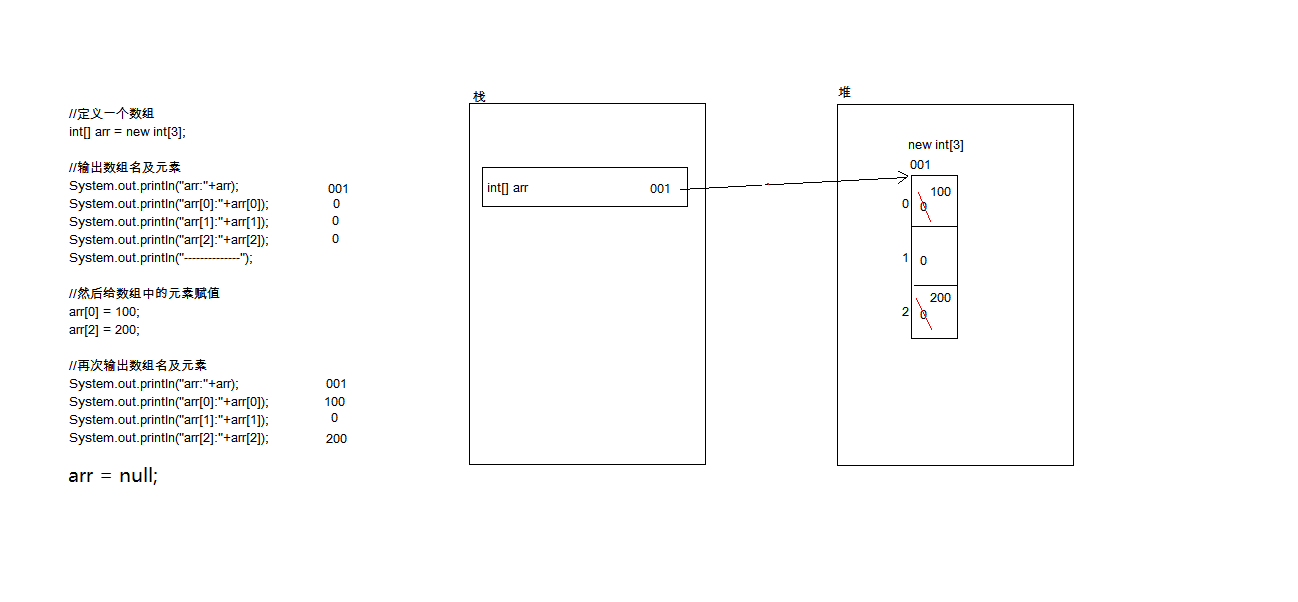 //定义一个数组
int[] arr = new int[3];
//输出数组名及元素
System.out.println("arr:"+arr); 001
System.out.println("arr[0]:"+arr[0]); 0
System.out.println("arr[1]:"+arr[1]); 0
System.out.println("arr[2]:"+arr[2]); 0
System.out.println("--------------");
//然后给数组中的元素赋值
arr[0] = 100;
arr[2] = 200;
//再次输出数组名及元素
System.out.println("arr:"+arr); 001
System.out.println("arr[0]:"+arr[0]); 100
System.out.println("arr[1]:"+arr[1]); 0
System.out.println("arr[2]:"+arr[2]); 200
arr = null;
栈
int[] arr 001
堆
new int[3]
001
100
0 0
1 0
200
2 0